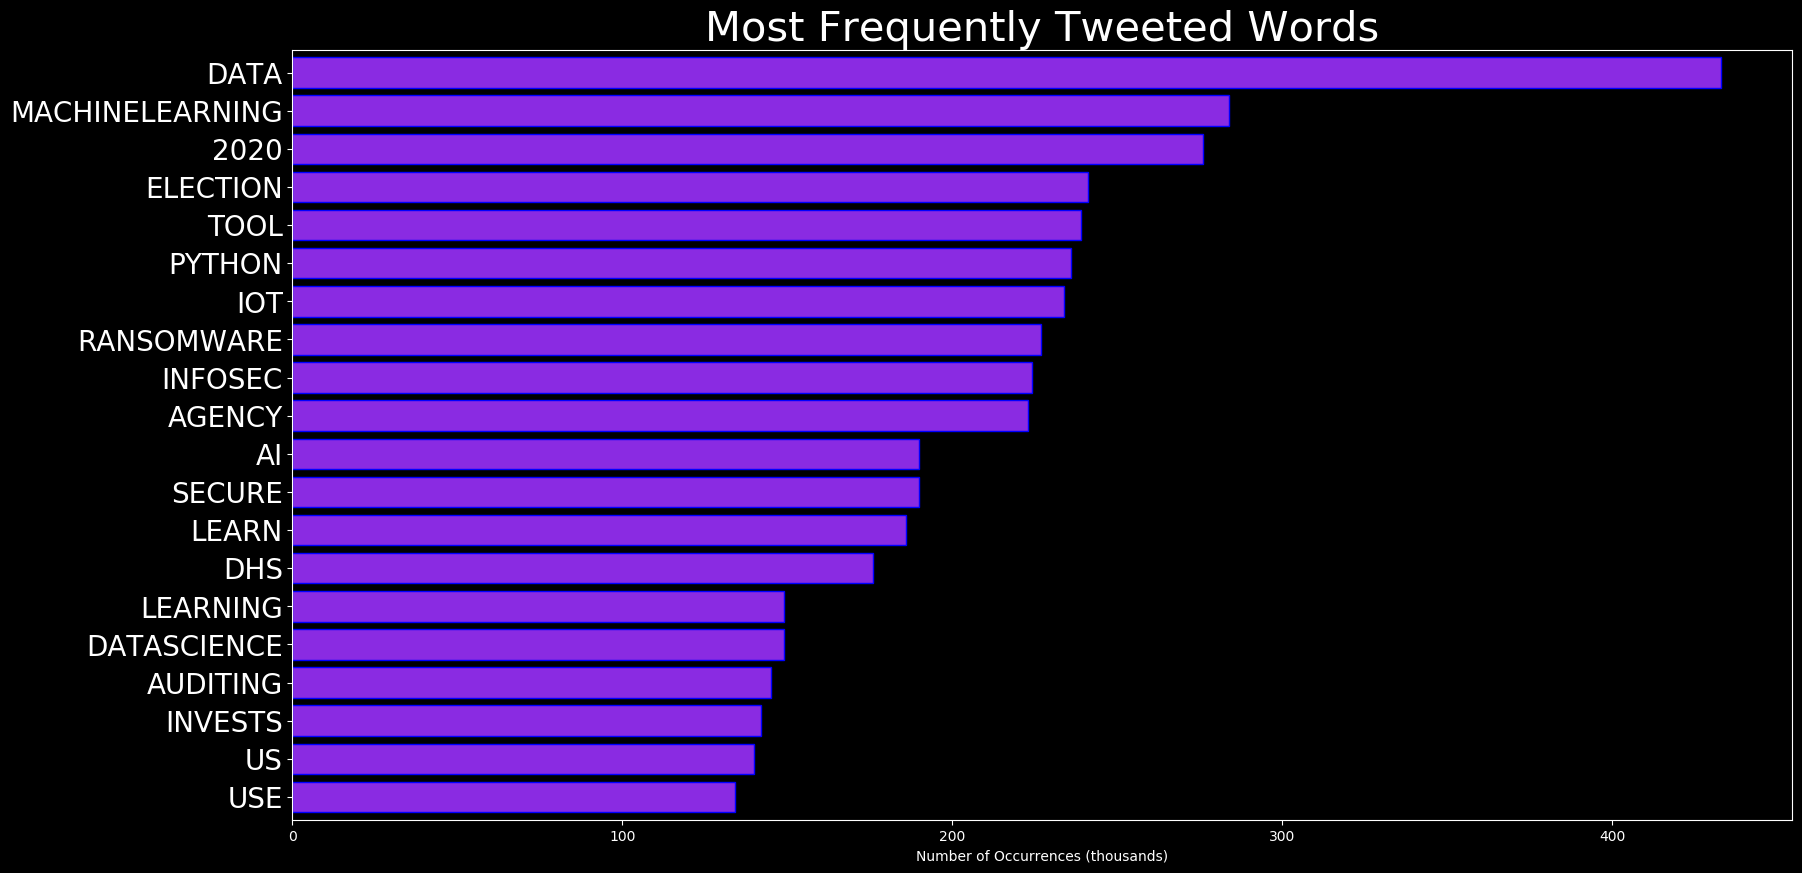 Most Frequently Tweeted Words
DATA
MACHINELEARNING
2020
ELECTION
TOOL
PYTHON
IOT
RANSOMWARE
INFOSEC
AGENCY
AI
SECURE
LEARN
DHS
LEARNING
DATASCIENCE
AUDITING
INVESTS
US
USE
0 100 200 300 400
Number of Occurrences (thousands)